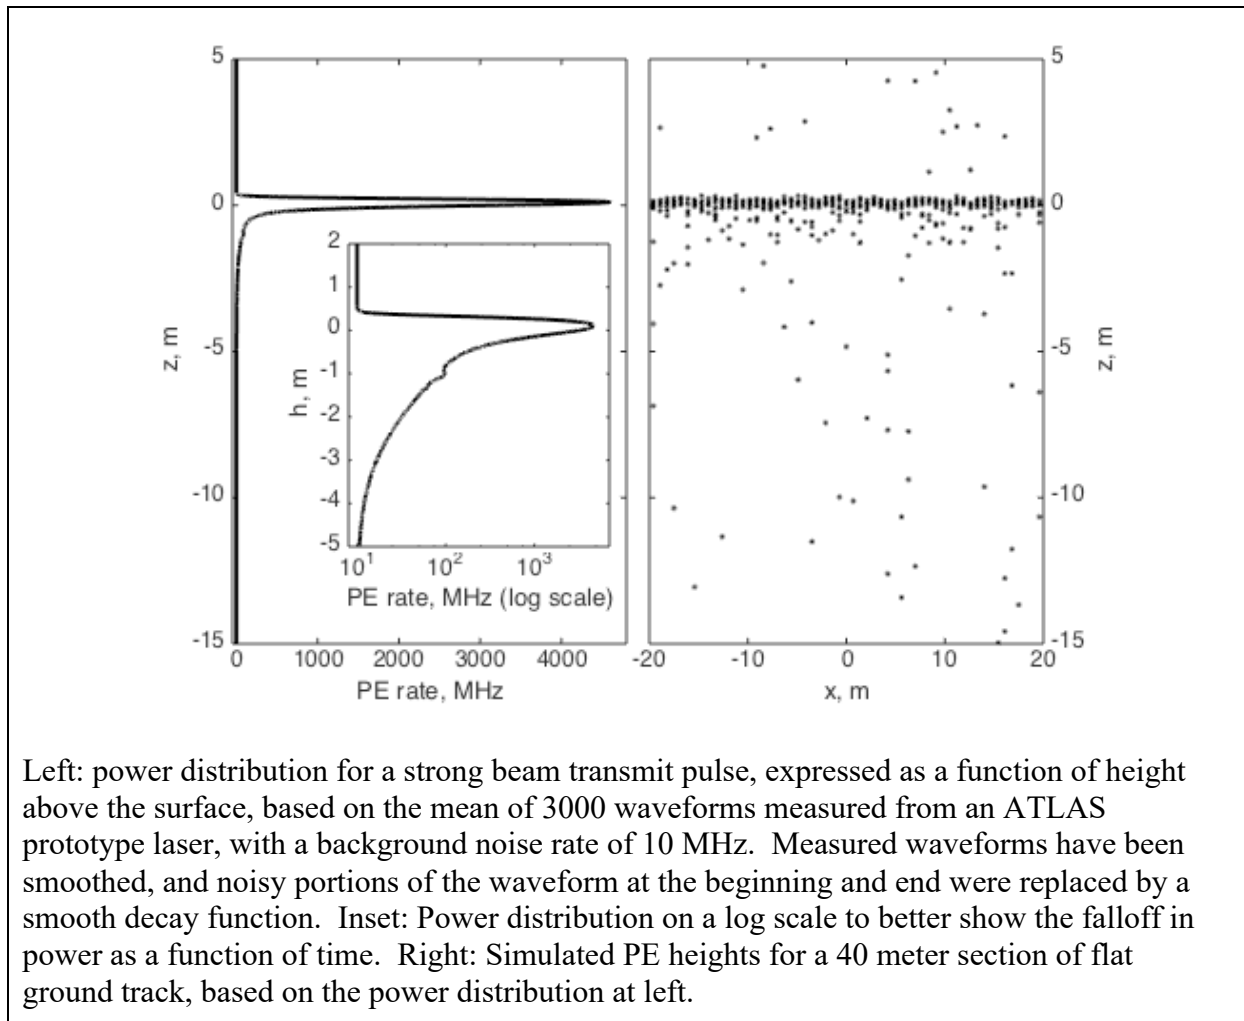 5
0
-5
-10
-15
z, m
0
1000
2000
3000
4000
PE rate, MHz
2
1
0
-1
-2
-3
-4
-5
h, m
10¹
10²
10³
PE rate, MHz (log scale)
5
0
-5
-10
-15
z, m
-20
-10
0
10
20
x, m
Left: power distribution for a strong beam transmit pulse, expressed as a function of height
above the surface, based on the mean of 3000 waveforms measured from an ATLAS
prototype laser, with a background noise rate of 10 MHz.  Measured waveforms have been
smoothed, and noisy portions of the waveform at the beginning and end were replaced by a
smooth decay function.  Inset: Power distribution on a log scale to better show the falloff in
power as a function of time.  Right: Simulated PE heights for a 40 meter section of flat
ground track, based on the power distribution at left.